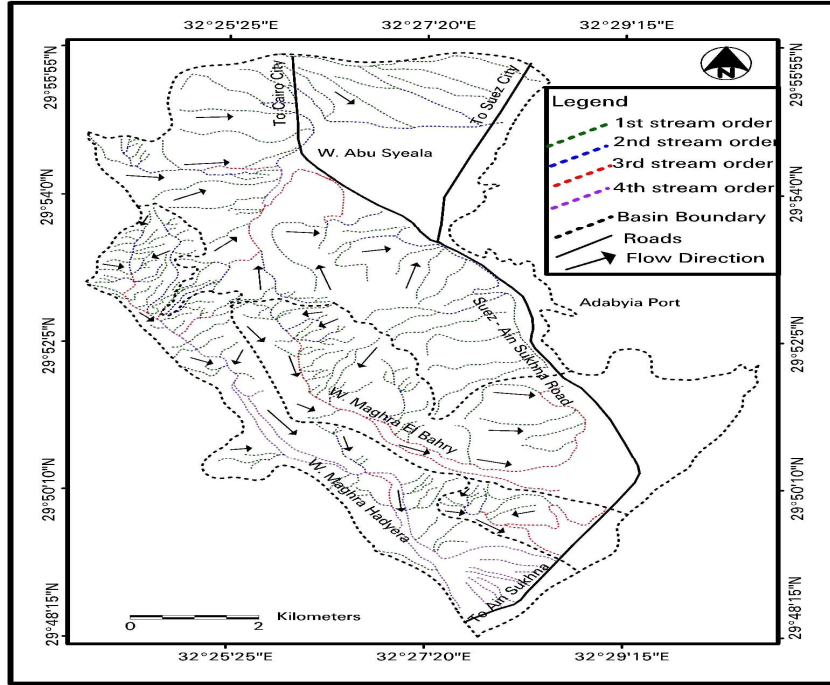 32°25'25"E 32°27'20"E 32°29'15"E
29°55'55"N
29°55'55"N
N
To Cairo City
To Suez City
Legend
1st stream order
2nd stream order
3rd stream order
4th stream order
Basin Boundary
Roads
Flow Direction
W. Abu Syeala
29°54'0"N
29°54'0"N
Adabyia Port
Suez - Ain Sukhna Road
29°52'5"N
29°52'5"N
W. Maghra El Bahry
W. Maghra Hadyera
29°50'10"N
29°50'10"N
To Ain Sukhna
0 2 Kilometers
29°48'15"N
29°48'15"N
32°25'25"E 32°27'20"E 32°29'15"E